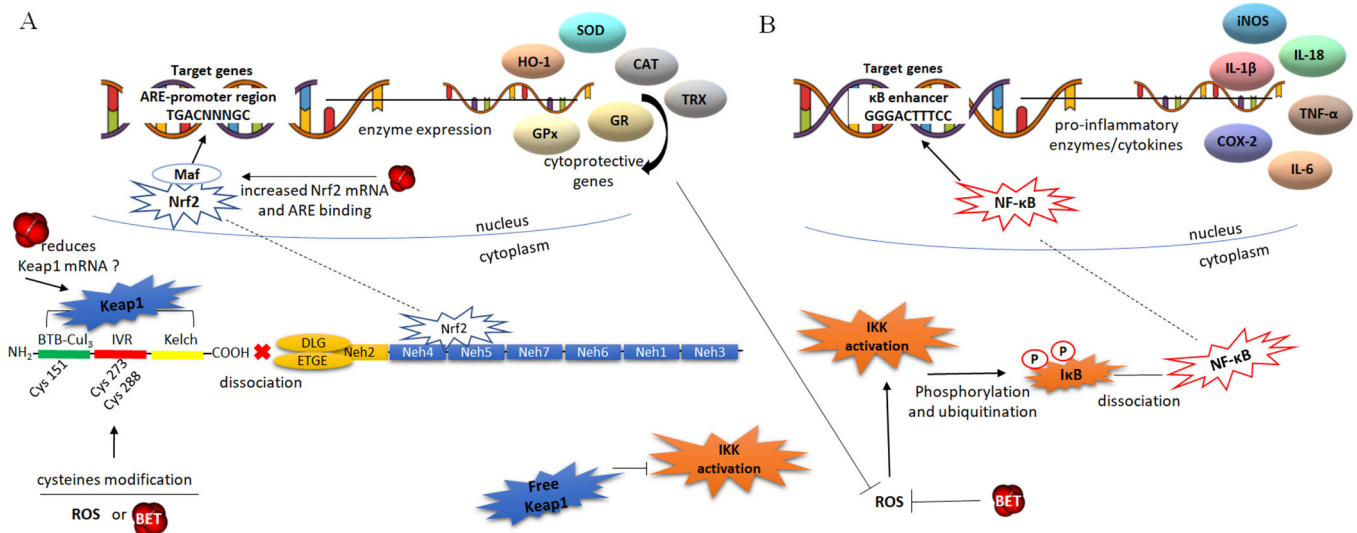 A
SOD
HO-1
CAT
TRX
GR
GPx
Target genes
ARE-promoter region
TGACNNNGC
enzyme expression
cytoprotective
genes
Maf
Nrf2
increased Nrf2 mRNA
and ARE binding
nucleus
cytoplasm
reduces
Keap1 mRNA ?
Keap1
BTB-Cul3
IVR
Kelch
NH2
COOH
Cys 151
Cys 273
Cys 288
dissociation
DLG
ETGE
Nrf2
Neh2
Neh4
Neh5
Neh7
Neh6
Neh1
Neh3
cysteines modification
ROS or BET
Free
Keap1
IKK
activation
B
iNOS
IL-18
IL-1β
TNF-α
COX-2
IL-6
Target genes
κB enhancer
GGGACTTTCC
pro-inflammatory
enzymes/cytokines
NF-κB
nucleus
cytoplasm
IKK
activation
Phosphorylation
and ubiquitination
P
P
IκB
dissociation
NF-κB
ROS
BET